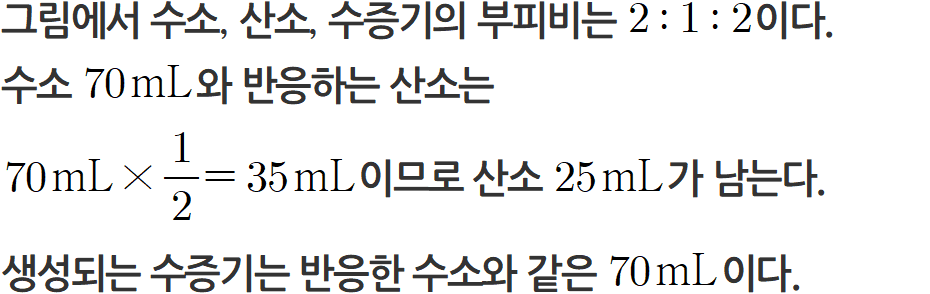 그림에서 수소, 산소, 수증기의 부피비는 2 : 1 : 2이다.
수소 70 mL와 반응하는 산소는
70 mL × 1/2 = 35 mL이므로 산소 25 mL가 남는다.
생성되는 수증기는 반응한 수소와 같은 70 mL이다.